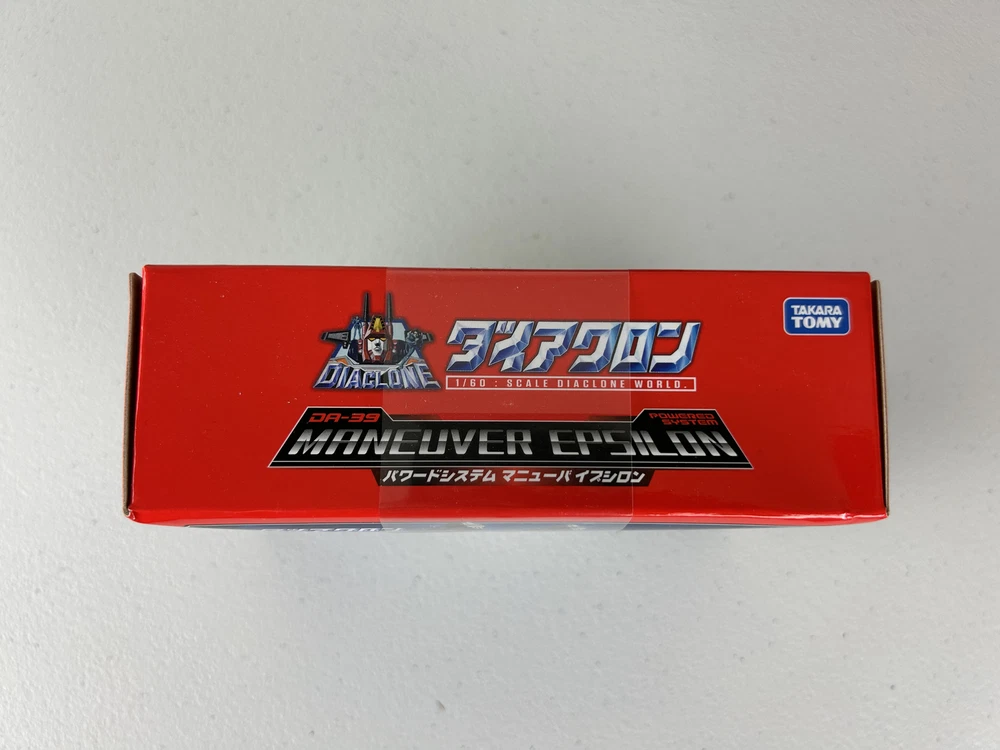 DIACLONE
ダイアクロン
1/60 : SCALE DIACLONE WORLD.
TAKARA
TOMY
DA-39
POWERED
SYSTEM
MANEUVER EPSILON
パワードシステム マニューバ イプシロン